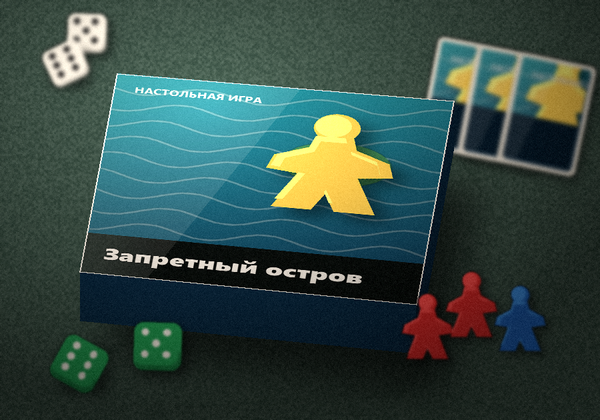 НАСТОЛЬНАЯ ИГРА
Запретный остров